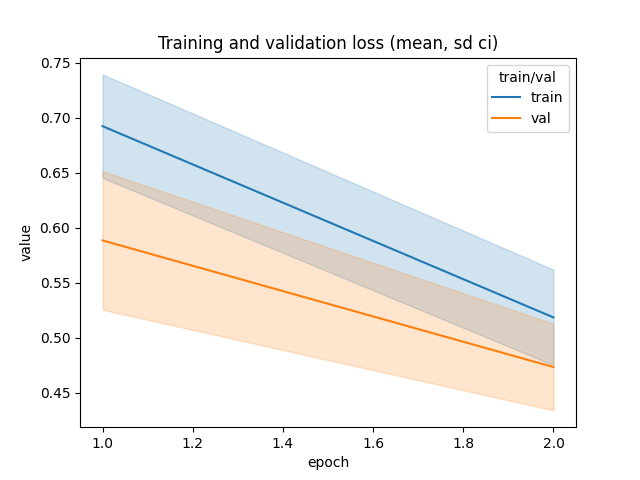 Training and validation loss (mean, sd ci)
train/val
train
val
value
0.75
0.70
0.65
0.60
0.55
0.50
0.45
1.0 1.2 1.4 1.6 1.8 2.0
epoch